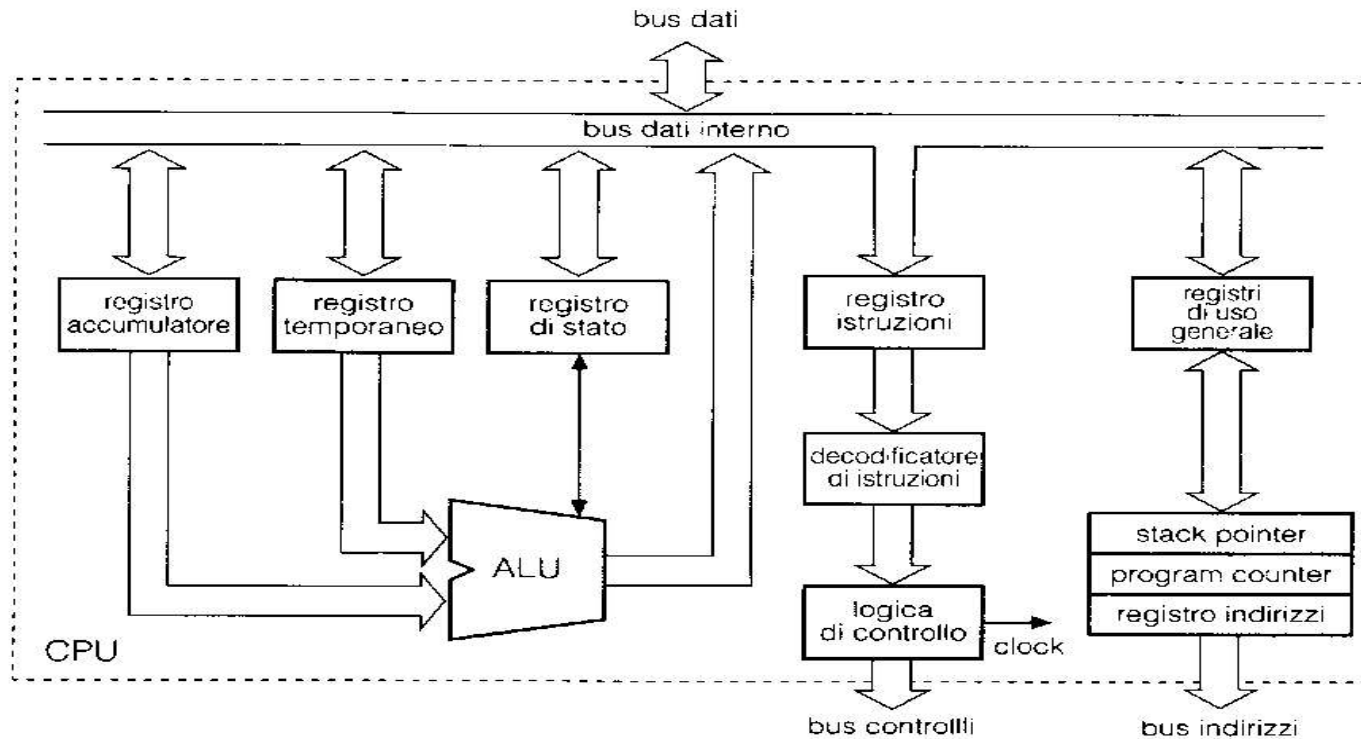 bus dati
bus dati interno
registro
accumulatore
registro
temporaneo
registro
di stato
registro
istruzioni
registri
di uso
generale
decodificatore
di istruzioni
stack pointer
program counter
registro indirizzi
ALU
logica
di controllo
clock
CPU
bus controllli
bus indirizzi